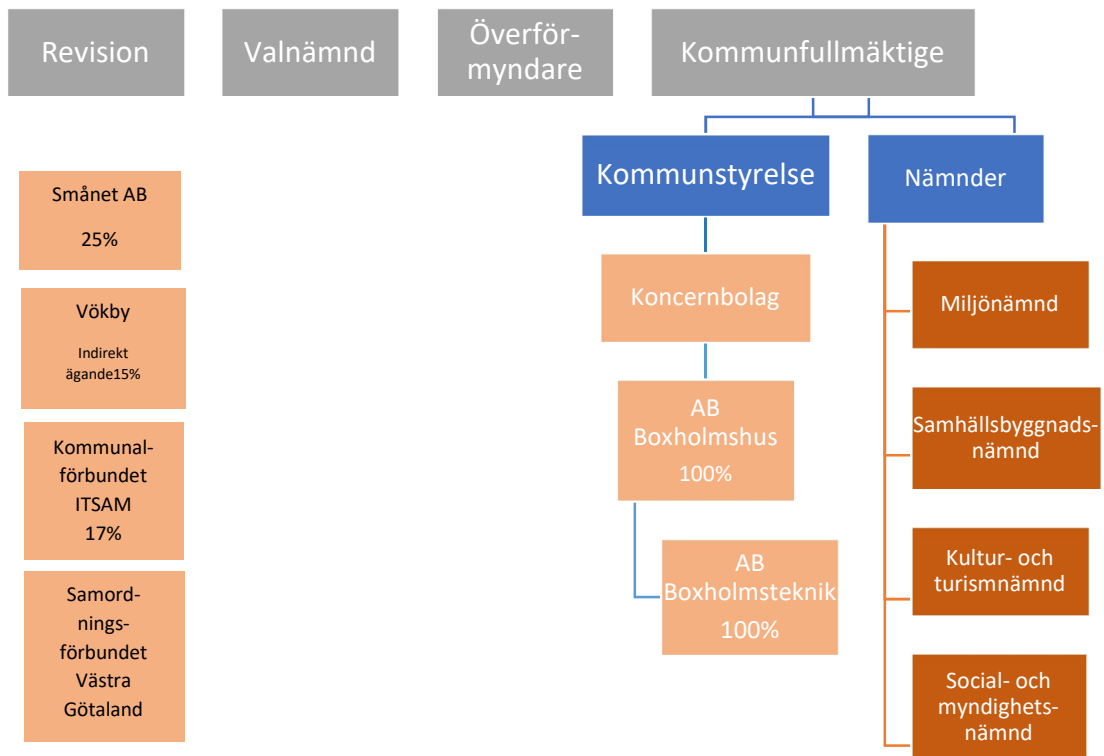 Revision
Valnämnd
Överför-
myndare
Kommunfullmäktige
Kommunstyrelse
Nämnder
Smånet AB
25%
Vökby
Indirekt
ägande15%
Kommunal-
förbundet
ITSAM
17%
Samord-
nings-
förbundet
Västra
Götaland
Koncernbolag
AB
Boxholmshus
100%
AB
Boxholmsteknik
100%
Miljönämnd
Samhällsbyggnads-
nämnd
Kultur- och
turismnämnd
Social- och
myndighets-
nämnd